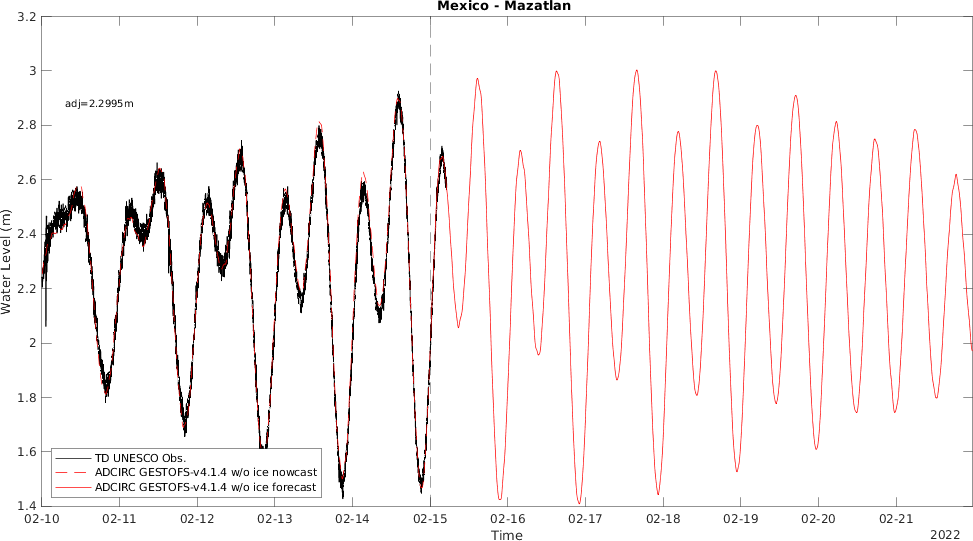 Mexico - Mazatlan
3.2
3
2.8
2.6
2.4
2.2
2
1.8
1.6
1.4
Water Level (m)
adj=2.2995m
TD UNESCO Obs.
ADCIRC GESTOFS-v4.1.4 w/o ice nowcast
ADCIRC GESTOFS-v4.1.4 w/o ice forecast
02-10 02-11 02-12 02-13 02-14 02-15 02-16 02-17 02-18 02-19 02-20 02-21
Time
2022